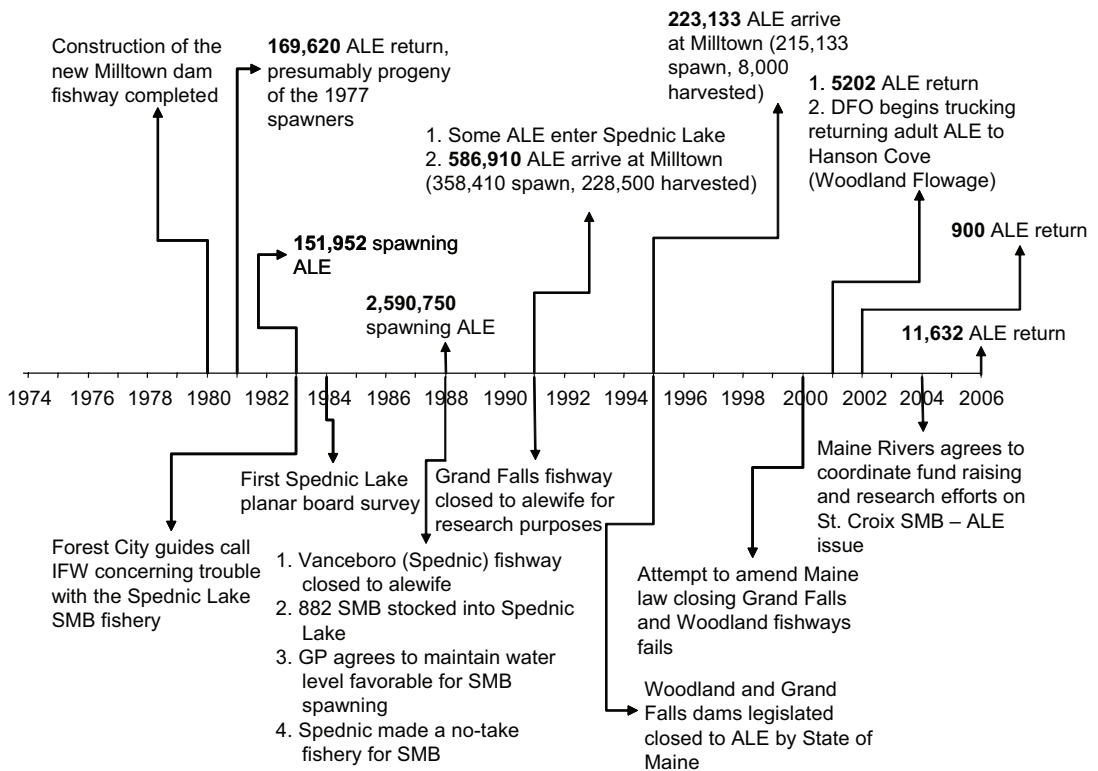 Construction of the
new Milltown dam
fishway completed
169,620 ALE return,
presumably progeny
of the 1977
spawners
223,133 ALE arrive
at Milltown (215,133
spawn, 8,000
harvested)
1. Some ALE enter Spednic Lake
2. 586,910 ALE arrive at Milltown
(358,410 spawn, 228,500 harvested)
1. 5202 ALE return
2. DFO begins trucking
returning adult ALE to
Hanson Cove
(Woodland Flowage)
151,952 spawning
ALE
2,590,750
spawning ALE
900 ALE return
11,632 ALE return
1974 1976 1978 1980 1982 1984 1986 1988 1990 1992 1994 1996 1998 2000 2002 2004 2006
Forest City guides call
IFW concerning trouble
with the Spednic Lake
SMB fishery
First Spednic Lake
planar board survey
1. Vanceboro (Spednic) fishway
closed to alewife
2. 882 SMB stocked into Spednic
Lake
3. GP agrees to maintain water
level favorable for SMB
spawning
4. Spednic made a no-take
fishery for SMB
Grand Falls fishway
closed to alewife for
research purposes
Woodland and Grand
Falls dams legislated
closed to ALE by State of
Maine
Attempt to amend Maine
law closing Grand Falls
and Woodland fishways
fails
Maine Rivers agrees to
coordinate fund raising
and research efforts on
St. Croix SMB – ALE
issue